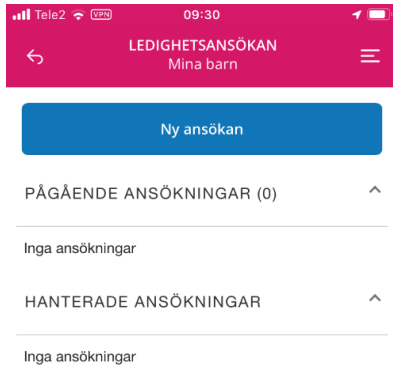 Tele2 VPN 09:30
LEDIGHETSANSÖKAN
Mina barn
Ny ansökan
PÅGÅENDE ANSÖKNINGAR (0)
Inga ansökningar
HANTERADE ANSÖKNINGAR
Inga ansökningar